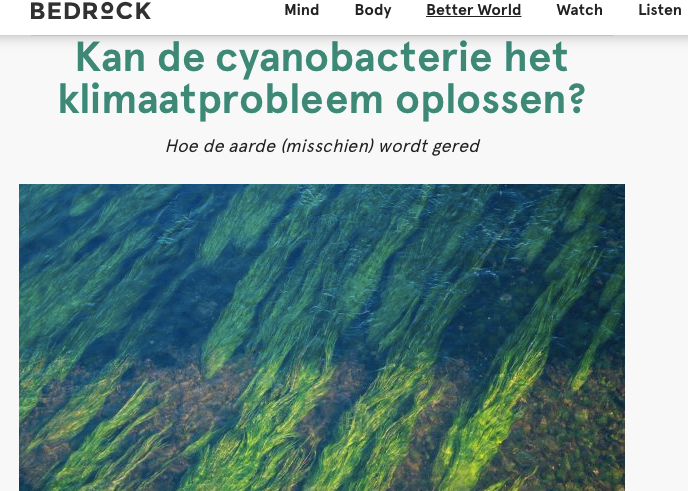 BEDROCK Mind Body Better World Watch Listen
Kan de cyanobacterie het
klimaatprobleem oplossen?
Hoe de aarde (misschien) wordt gered